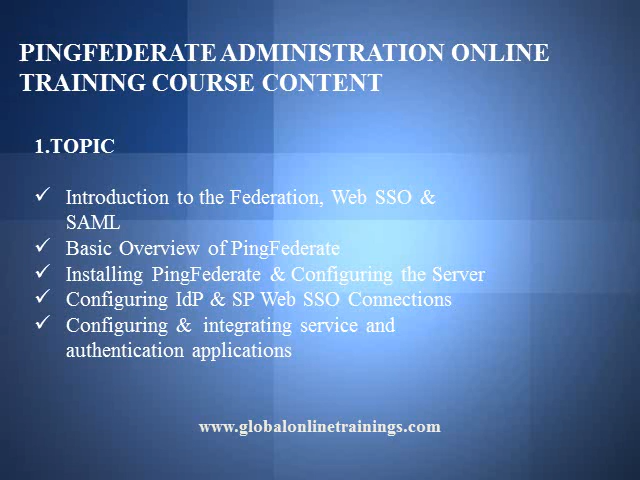 PINGFEDERATE ADMINISTRATION ONLINE
TRAINING COURSE CONTENT
1.TOPIC
✓ Introduction to the Federation, Web SSO &
SAML
✓ Basic Overview of PingFederate
✓ Installing PingFederate & Configuring the Server
✓ Configuring IdP & SP Web SSO Connections
✓ Configuring & integrating service and
authentication applications
www.globalonlinetrainings.com